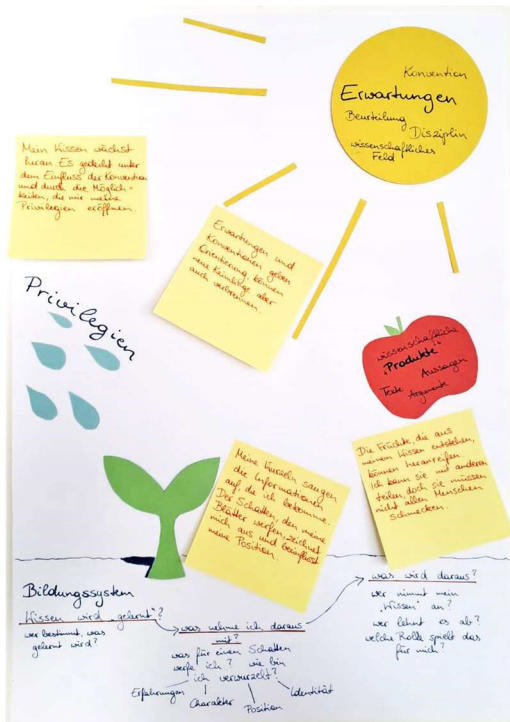 Konvention
Erwartungen
Beurteilung
Disziplin
wissenschaftliches
Feld
Mein Wissen wächst
heran. Es gedeiht unter
dem Einfluss der Konvention
und durch die Möglich-
keiten, die mir meine
Privilegien eröffnen.
Erwartungen und
Konventionen geben
Orientierung, können
neue Keimlinge aber
auch verbrennen.
Privilegien
wissenschaftliche
"Produkte"
Aussagen
Texte
Argumente
Meine Wurzeln saugen
die Informationen
auf, die ich bekomme.
Der Schatten, den meine
Blätter werfen, zeichnet
mich aus und beeinflusst
meine Position.
Die Früchte, die aus
meinem Wissen entstehen,
können heranreifen.
Ich kann sie mit anderen
teilen, doch sie müssen
nicht allen Menschen
schmecken.
Bildungssystem
Wissen wird "gelernt"?
wer bestimmt, was
gelernt wird?
was nehme ich daraus
mit?
was für einen Schatten
werfe ich? wie bin
ich verwurzelt?
Erfahrungen
Charakter
Position
Identität
was wird daraus?
wer nimmt mein
"Wissen" an?
wer lehnt es ab?
welche Rolle spielt das
für mich?